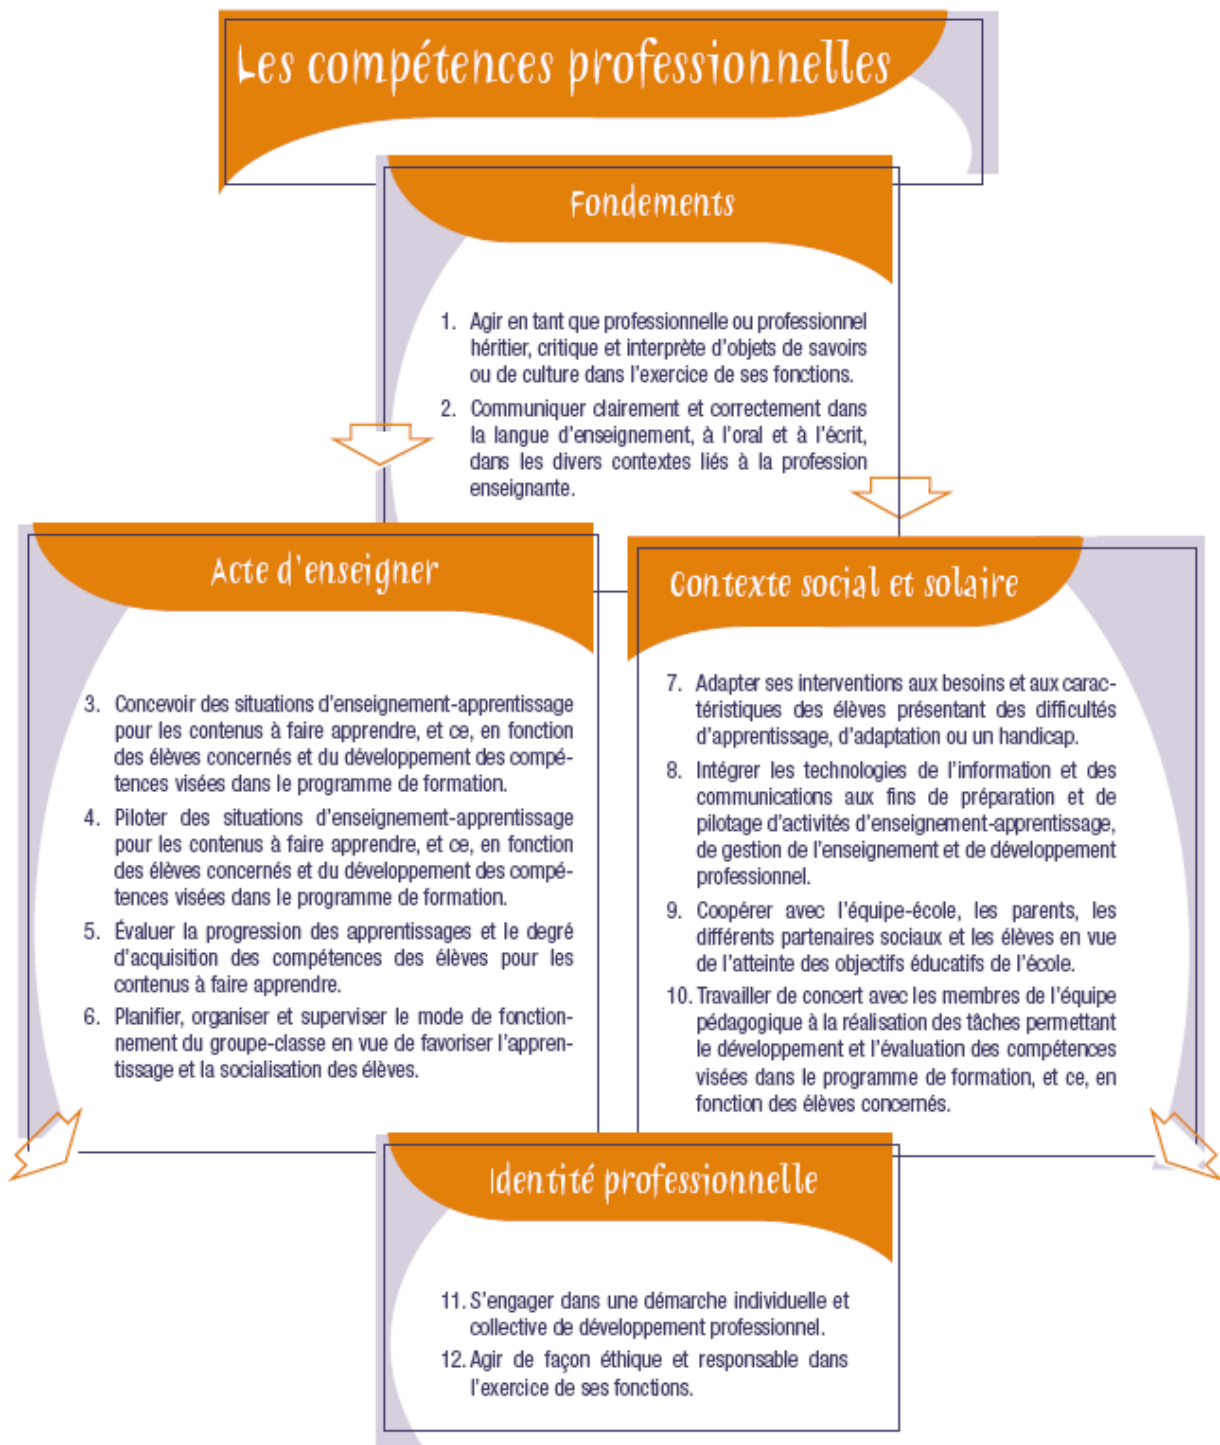 Les compétences professionnelles
Fondements
1. Agir en tant que professionnelle ou professionnel
héritier, critique et interprète d'objets de savoirs
ou de culture dans l'exercice de ses fonctions.
2. Communiquer clairement et correctement dans
la langue d'enseignement, à l'oral et à l'écrit,
dans les divers contextes liés à la profession
enseignante.
Acte d'enseigner
3. Concevoir des situations d'enseignement-apprentissage
pour les contenus à faire apprendre, et ce, en fonction
des élèves concernés et du développement des compé-
tences visées dans le programme de formation.
4. Piloter des situations d'enseignement-apprentissage
pour les contenus à faire apprendre, et ce, en fonction
des élèves concernés et du développement des compé-
tences visées dans le programme de formation.
5. Évaluer la progression des apprentissages et le degré
d'acquisition des compétences des élèves pour les
contenus à faire apprendre.
6. Planifier, organiser et superviser le mode de fonction-
nement du groupe-classe en vue de favoriser l'appren-
tissage et la socialisation des élèves.
Contexte social et solaire
7. Adapter ses interventions aux besoins et aux carac-
téristiques des élèves présentant des difficultés
d'apprentissage, d'adaptation ou un handicap.
8. Intégrer les technologies de l'information et des
communications aux fins de préparation et de
pilotage d'activités d'enseignement-apprentissage,
de gestion de l'enseignement et de développement
professionnel.
9. Coopérer avec l'équipe-école, les parents, les
différents partenaires sociaux et les élèves en vue
de l'atteinte des objectifs éducatifs de l'école.
10. Travailler de concert avec les membres de l'équipe
pédagogique à la réalisation des tâches permettant
le développement et l'évaluation des compétences
visées dans le programme de formation, et ce, en
fonction des élèves concernés.
Identité professionnelle
11. S'engager dans une démarche individuelle et
collective de développement professionnel.
12. Agir de façon éthique et responsable dans
l'exercice de ses fonctions.